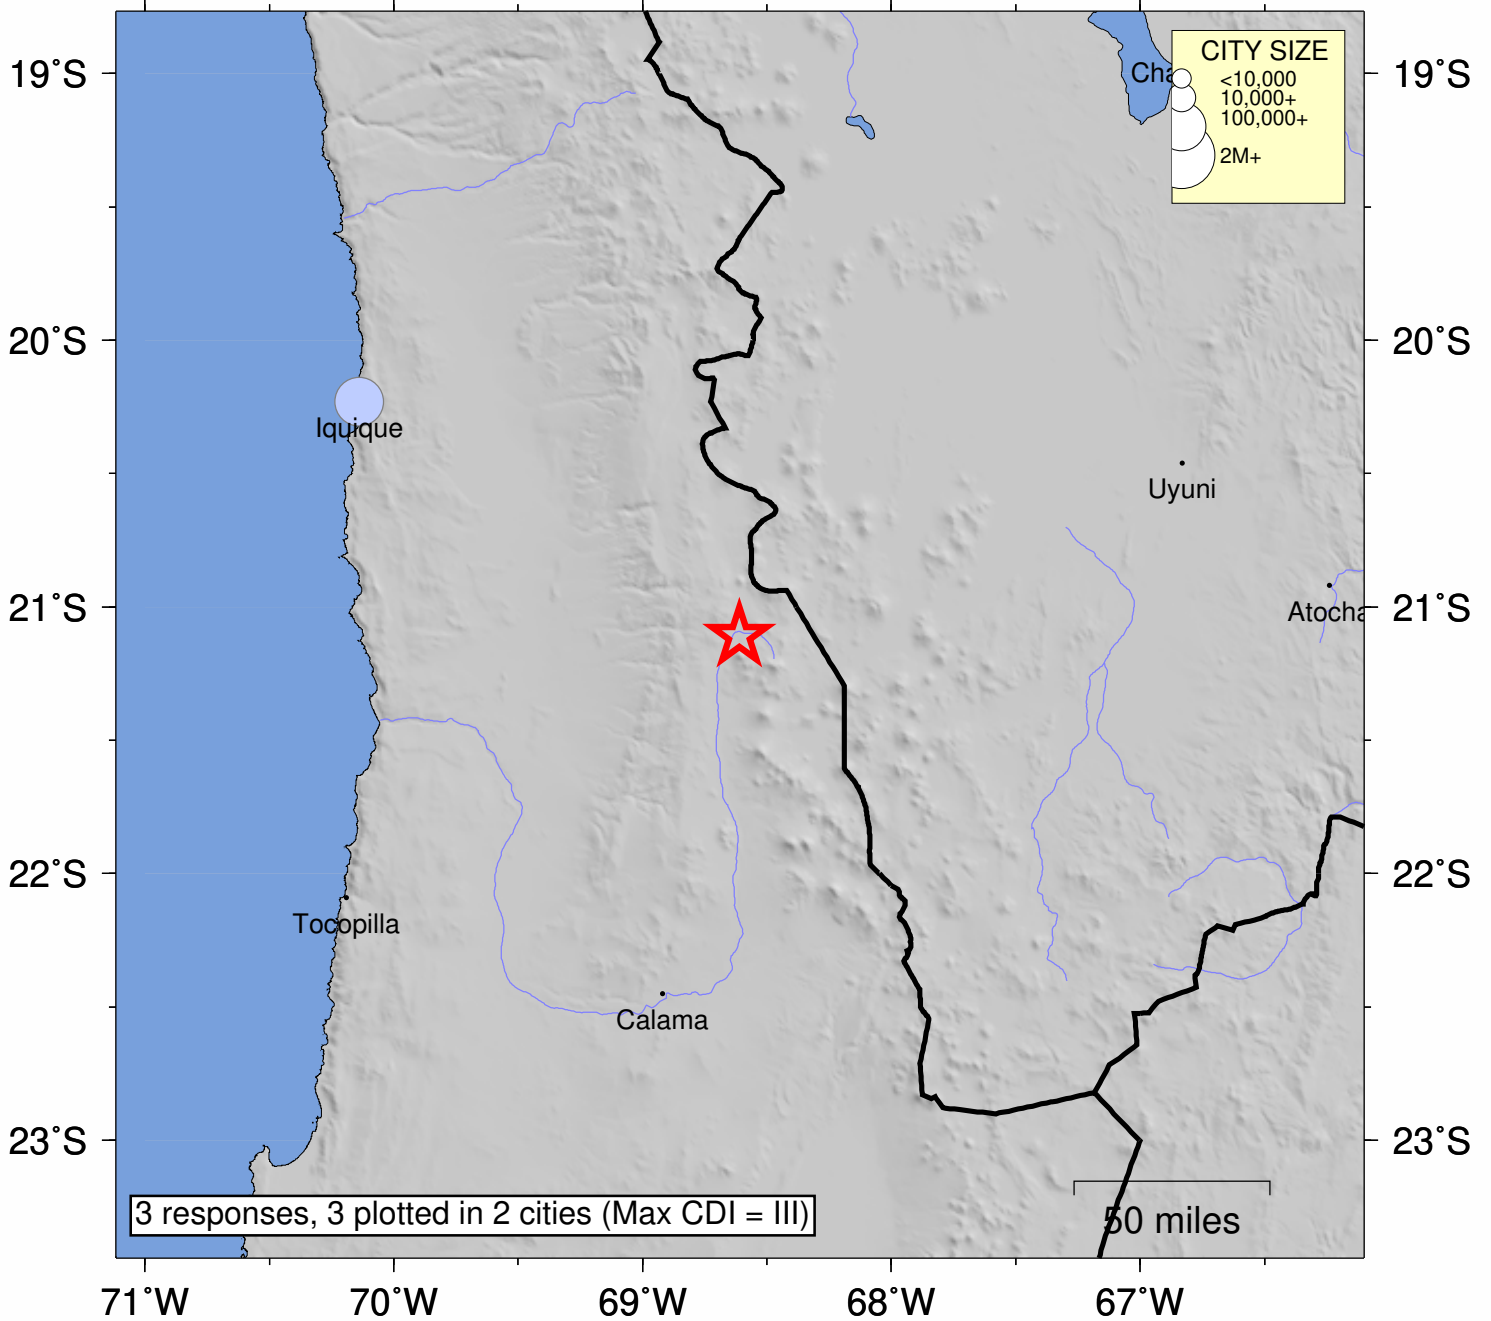 19°S
Cha
CITY SIZE
<10,000
10,000+
100,000+
2M+
19°S
20°S
20°S
Iquique
Uyuni
21°S
Atocha
21°S
22°S
22°S
Tocopilla
Calama
23°S
23°S
3 responses, 3 plotted in 2 cities (Max CDI = III)
50 miles
71°W
70°W
69°W
68°W
67°W